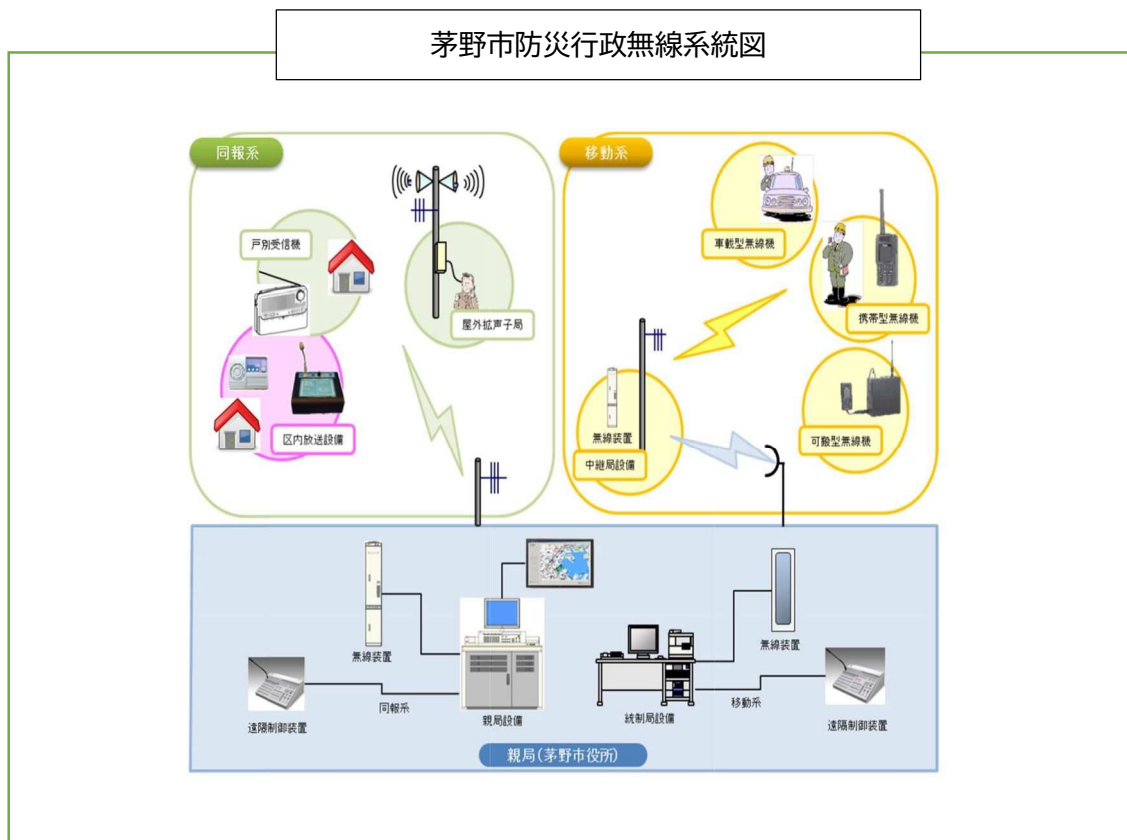 茅野市防災行政無線系統図
同報系
移動系
戸別受信機
車載型無線機
屋外拡声子局
携帯型無線機
区内放送設備
無線装置
中継局設備
可搬型無線機
無線装置
無線装置
同報系
親局設備
統制局設備
移動系
遠隔制御装置
遠隔制御装置
親局(茅野市役所)